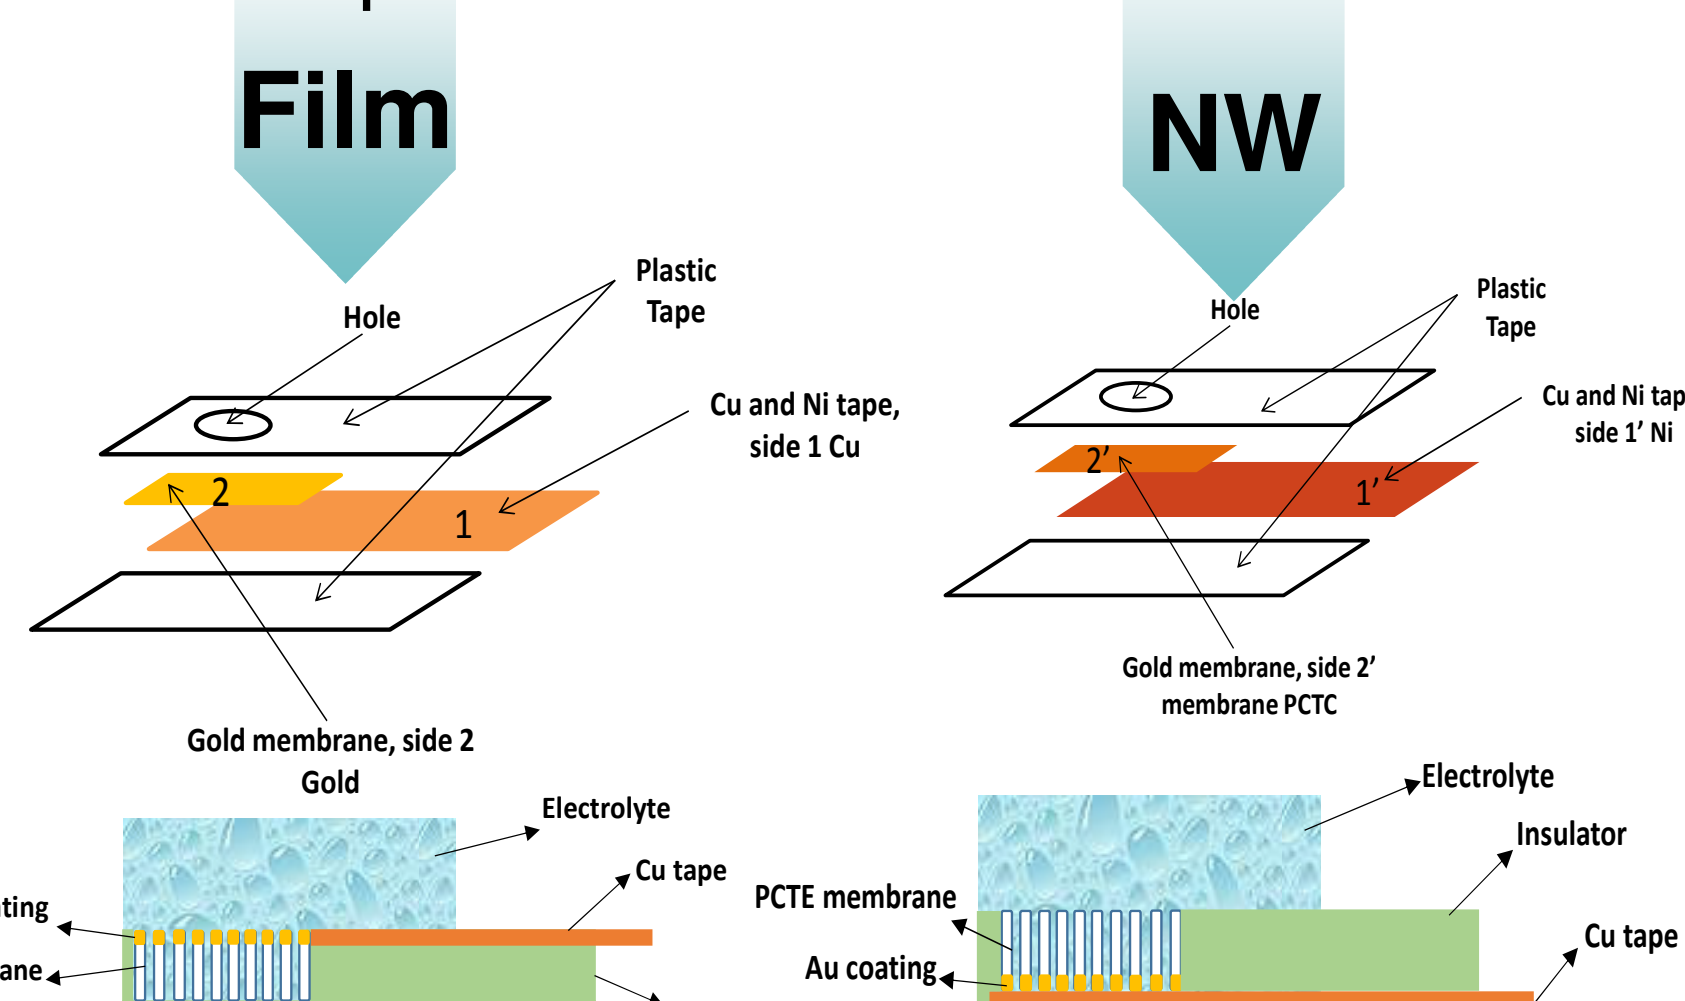 Film
NW
Plastic
Tape
Hole
Cu and Ni tape,
side 1 Cu
2
1
Gold membrane, side 2
Gold
Plastic
Tape
Hole
Cu and Ni tap
side 1’ Ni
2’
1’
Gold membrane, side 2’
membrane PCTC
Electrolyte
Cu tape
ating
ane
Electrolyte
Insulator
PCTE membrane
Au coating
Cu tape